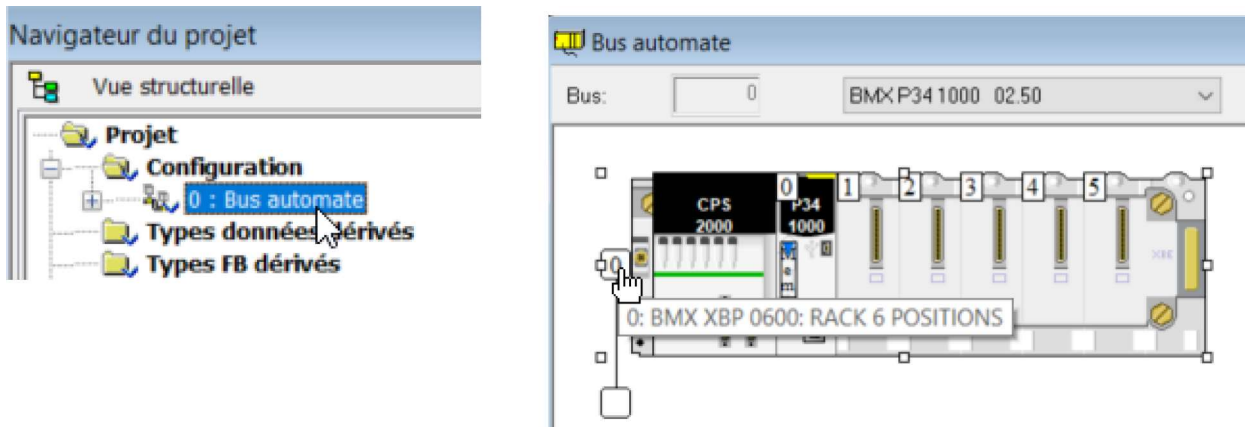 Navigateur du projet
Vue structurelle
Projet
Configuration
0 : Bus automate
Types données dérivés
Types FB dérivés
Bus automate
Bus: 0 BMX P34 1000 02.50
0 1 2 3 4 5
CPS P34
2000 1000
XBE
0
M
e
m
0: BMX XBP 0600: RACK 6 POSITIONS